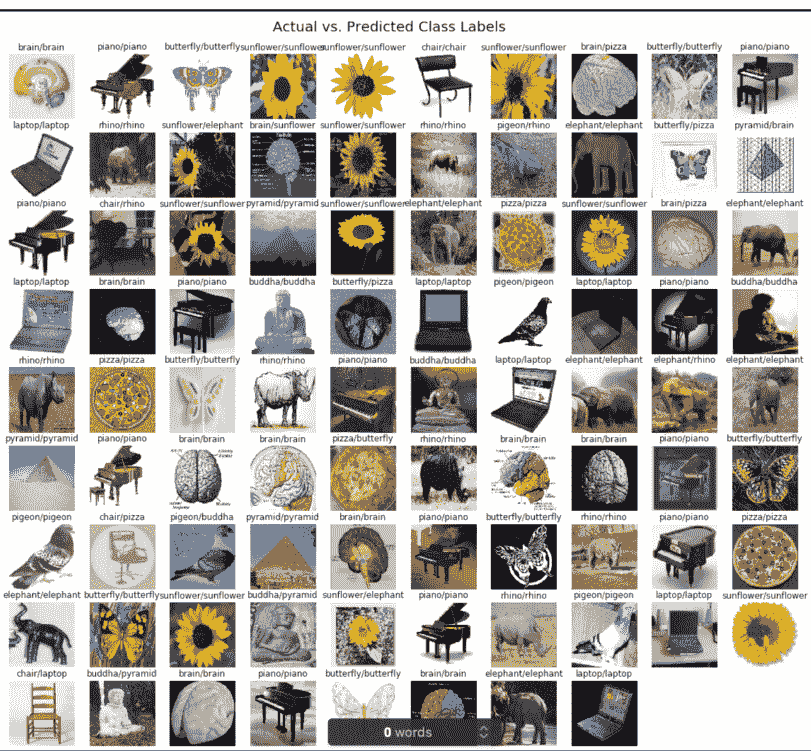 Actual vs. Predicted Class Labels
brain/brain piano/piano butterfly/butterfly sunflower/sunflower sunflower/sunflower chair/chair sunflower/sunflower brain/pizza butterfly/butterfly piano/piano
laptop/laptop rhino/rhino sunflower/elephant brain/sunflower sunflower/sunflower rhino/rhino pigeon/rhino elephant/elephant butterfly/pizza pyramid/brain
piano/piano chair/rhino sunflower/sunflower pyramid/pyramid sunflower/sunflower elephant/elephant pizza/pizza sunflower/sunflower brain/pizza elephant/elephant
laptop/laptop brain/brain piano/piano buddha/buddha butterfly/pizza laptop/laptop pigeon/pigeon laptop/laptop piano/piano buddha/buddha
rhino/rhino pizza/pizza butterfly/butterfly rhino/rhino piano/piano buddha/buddha laptop/laptop elephant/elephant elephant/rhino elephant/elephant
pyramid/pyramid piano/piano brain/brain brain/brain pizza/butterfly rhino/rhino brain/brain brain/brain piano/piano butterfly/butterfly
pigeon/pigeon chair/pizza pigeon/buddha pyramid/pyramid brain/brain piano/piano butterfly/butterfly rhino/rhino piano/piano pizza/pizza
elephant/elephant butterfly/butterfly sunflower/sunflower buddha/pyramid sunflower/elephant piano/piano rhino/rhino pigeon/pigeon laptop/laptop sunflower/sunflower
chair/laptop buddha/pyramid brain/brain piano/piano butterfly/butterfly brain/brain elephant/elephant laptop/laptop
0 words